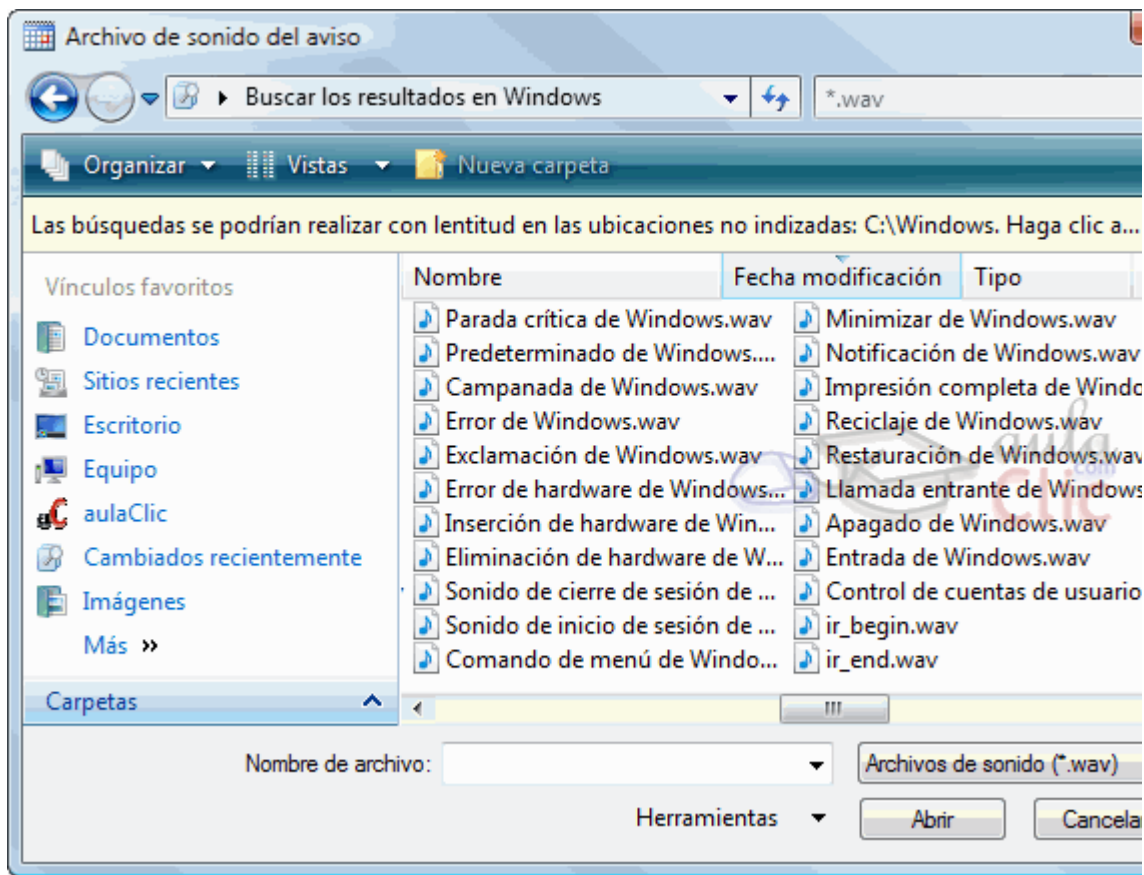 Archivo de sonido del aviso
Buscar los resultados en Windows
*.wav
Organizar
Vistas
Nueva carpeta
Las búsquedas se podrían realizar con lentitud en las ubicaciones no indizadas: C:\Windows. Haga clic a...
Vínculos favoritos
Documentos
Sitios recientes
Escritorio
Equipo
aulaClic
Cambiados recientemente
Imágenes
Más »
Carpetas
Nombre
Fecha modificación
Tipo
Parada crítica de Windows.wav
Predeterminado de Windows....
Campanada de Windows.wav
Error de Windows.wav
Exclamación de Windows.wav
Error de hardware de Windows...
Inserción de hardware de Win...
Eliminación de hardware de W...
Sonido de cierre de sesión de ...
Sonido de inicio de sesión de ...
Comando de menú de Windo...
Minimizar de Windows.wav
Notificación de Windows.wav
Impresión completa de Windo
Reciclaje de Windows.wav
Restauración de Windows.wav
Llamada entrante de Windows
Apagado de Windows.wav
Entrada de Windows.wav
Control de cuentas de usuario
ir_begin.wav
ir_end.wav
aula
Clic
com
Nombre de archivo:
Archivos de sonido (*.wav)
Herramientas
Abrir
Cancelar